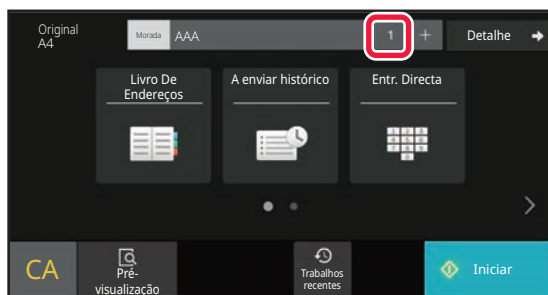 Original
A4
Morada AAA 1 + Detalhe
Livro De
Endereços
A enviar histórico
Entr. Directa
CA
Pré-
visualização
Trabalhos
recentes
Iniciar